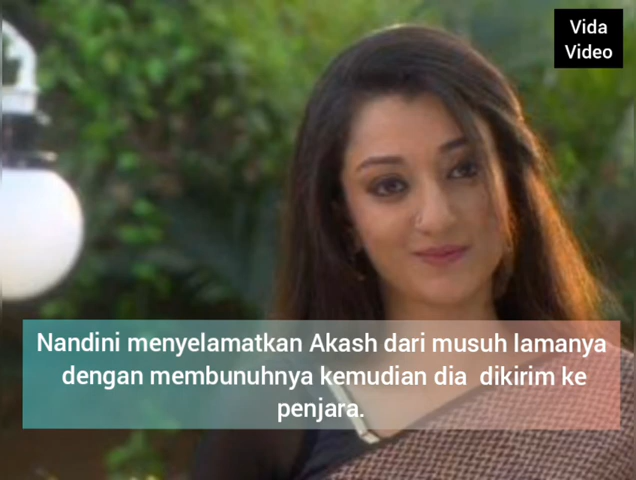 Vida
Video
Nandini menyelamatkan Akash dari musuh lamanya
dengan membunuhnya kemudian dia dikirim ke
penjara.